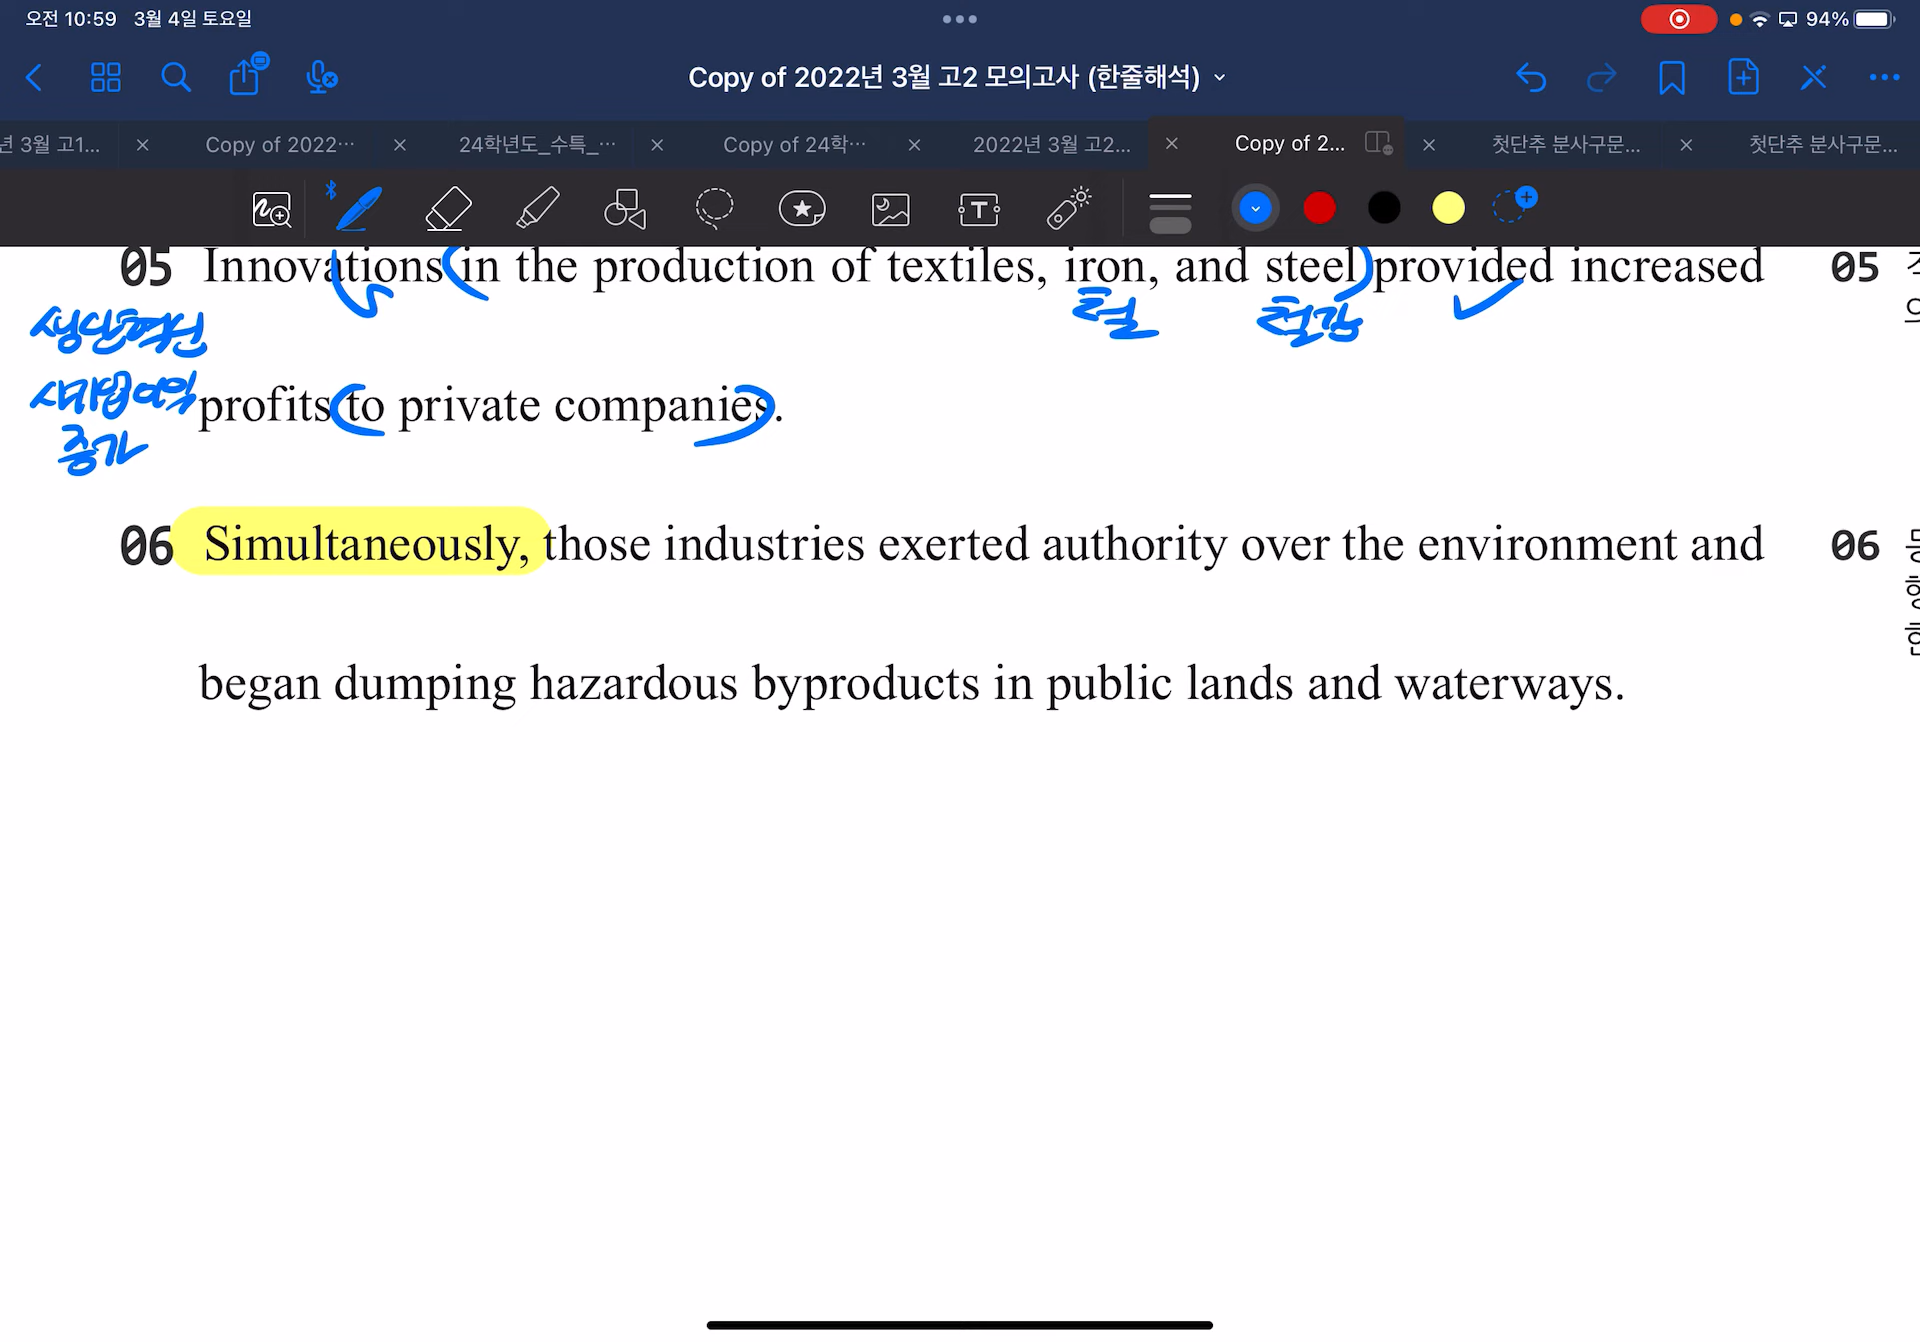 오전 10:59 3월 4일 토요일
94%
Copy of 2022년 3월 고2 모의고사 (한줄해석)
년 3월 고1...
Copy of 2022...
24학년도_수특_...
Copy of 24학...
2022년 3월 고2...
Copy of 2...
첫단추 분사구문...
첫단추 분사구문...
05 Innovations (in the production of textiles, iron, and steel) provided increased 05
S
철 철강
생산혁신
사기업이익
증가
profits (to private companies).
06 Simultaneously, those industries exerted authority over the environment and 06
began dumping hazardous byproducts in public lands and waterways.